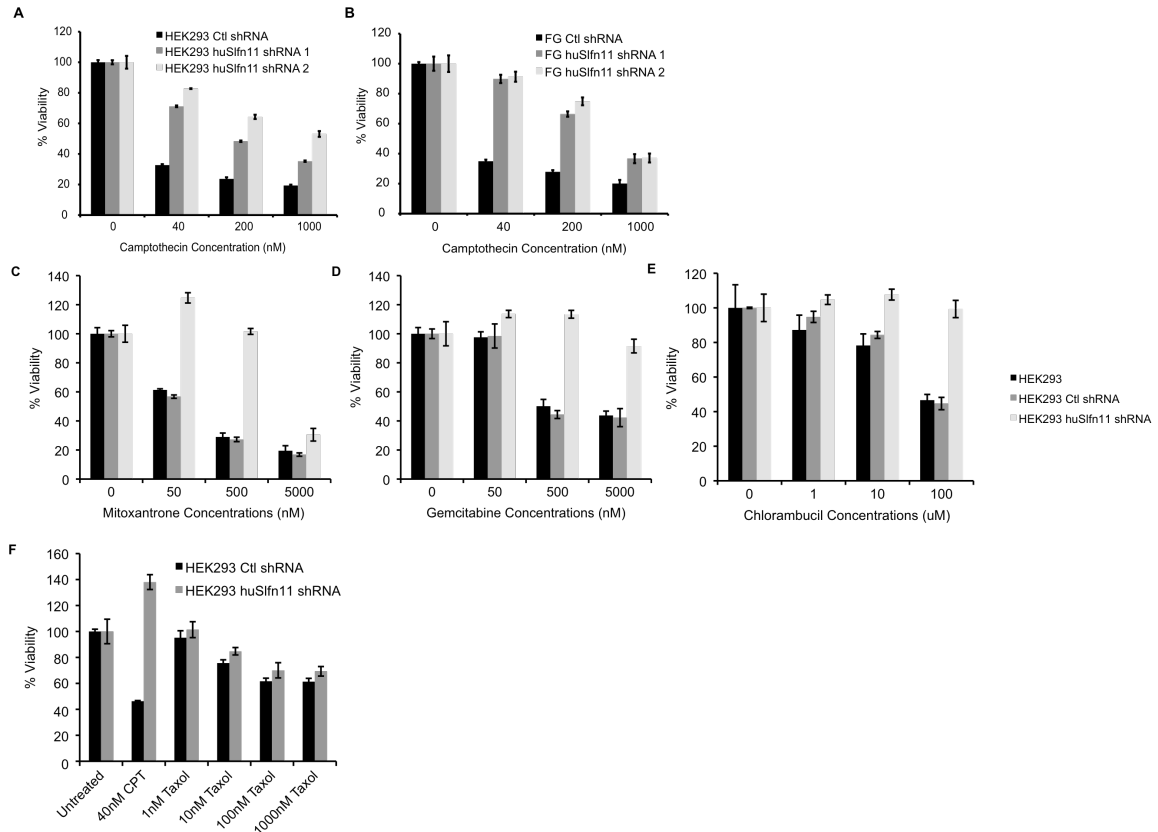 A
120
100
80
60
40
20
0
% Viability
HEK293 Ctl shRNA
HEK293 huSlfn11 shRNA 1
HEK293 huSlfn11 shRNA 2
0 40 200 1000
Camptothecin Concentration (nM)
B
120
100
80
60
40
20
0
% Viability
FG Ctl shRNA
FG huSlfn11 shRNA 1
FG huSlfn11 shRNA 2
0 40 200 1000
Camptothecin Concentration (nM)
C
140
120
100
80
60
40
20
0
% Viability
0 50 500 5000
Mitoxantrone Concentrations (nM)
D
140
120
100
80
60
40
20
0
% Viability
0 50 500 5000
Gemcitabine Concentrations (nM)
E
120
100
80
60
40
20
0
% Viability
0 1 10 100
Chlorambucil Concentrations (uM)
HEK293
HEK293 Ctl shRNA
HEK293 huSlfn11 shRNA
F
160
140
120
100
80
60
40
20
0
% Viability
HEK293 Ctl shRNA
HEK293 huSlfn11 shRNA
Untreated
40nM CPT
1nM Taxol
10nM Taxol
100nM Taxol
1000nM Taxol